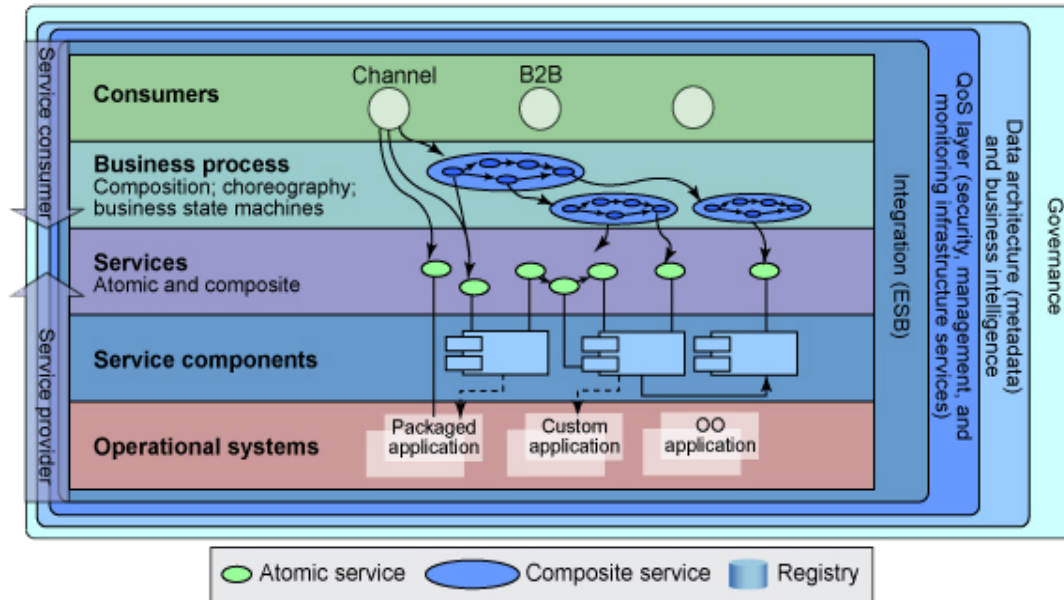 Channel
B2B
Consumers
Business process
Composition; choreography;
business state machines
Services
Atomic and composite
Service components
Operational systems
Packaged
application
Custom
application
OO
application
Service consumer
Service provider
Integration (ESB)
QoS layer (security, management, and
monitoring infrastructure services)
Data architecture (metadada)
and business intelligence
Governance
Atomic service
Composite service
Registry